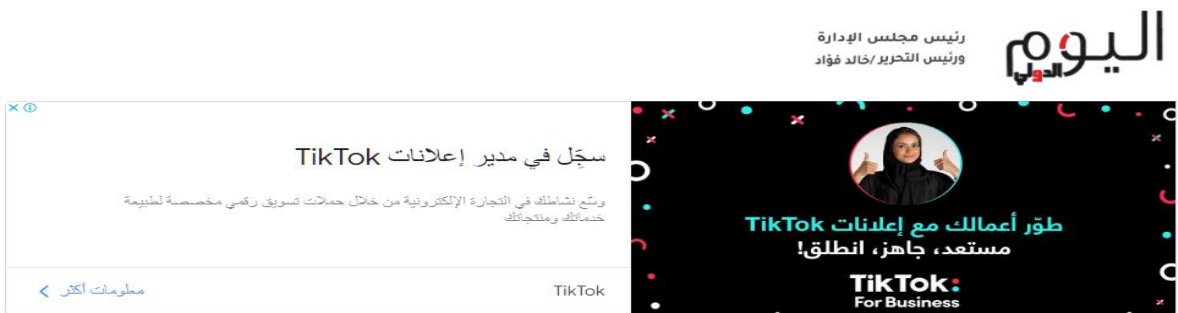 اليوم
الدولي
رئيس مجلس الإدارة
ورئيس التحرير /خالد فؤاد
طوّر أعمالك مع إعلانات TikTok
مستعد، جاهز، انطلق!
TikTok:
For Business
سجِّل في مدير إعلانات TikTok
وسِّع نشاطك في التجارة الإلكترونية من خلال حملات تسويق رقمي مخصصة لطبيعة
خدماتك ومنتجاتك
TikTok
معلومات أكثر